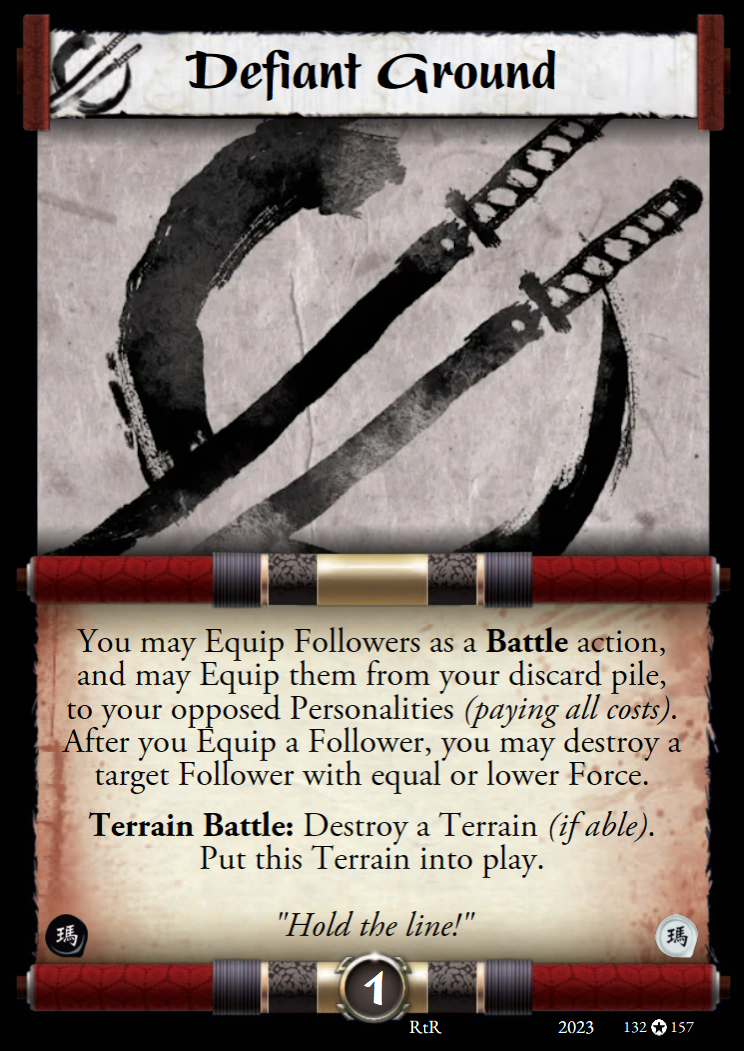 Defiant Ground
You may Equip Followers as a Battle action,
and may Equip them from your discard pile,
to your opposed Personalities (paying all costs).
After you Equip a Follower, you may destroy a
target Follower with equal or lower Force.
Terrain Battle: Destroy a Terrain (if able).
Put this Terrain into play.
"Hold the line!"
瑪
瑪
1
RtR 2023 132 ✪ 157